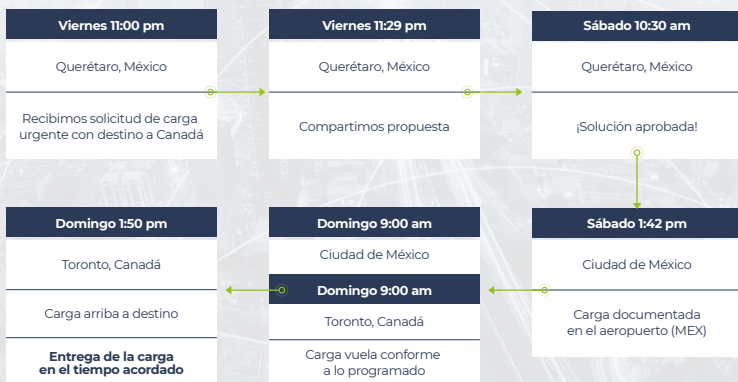 Viernes 11:00 pm
Querétaro, México
Recibimos solicitud de carga
urgente con destino a Canadá
Viernes 11:29 pm
Querétaro, México
Compartimos propuesta
Sábado 10:30 am
Querétaro, México
¡Solución aprobada!
Sábado 1:42 pm
Ciudad de México
Carga documentada
en el aeropuerto (MEX)
Domingo 9:00 am
Ciudad de México
Domingo 9:00 am
Toronto, Canadá
Carga vuela conforme
a lo programado
Domingo 1:50 pm
Toronto, Canadá
Carga arriba a destino
Entrega de la carga
en el tiempo acordado